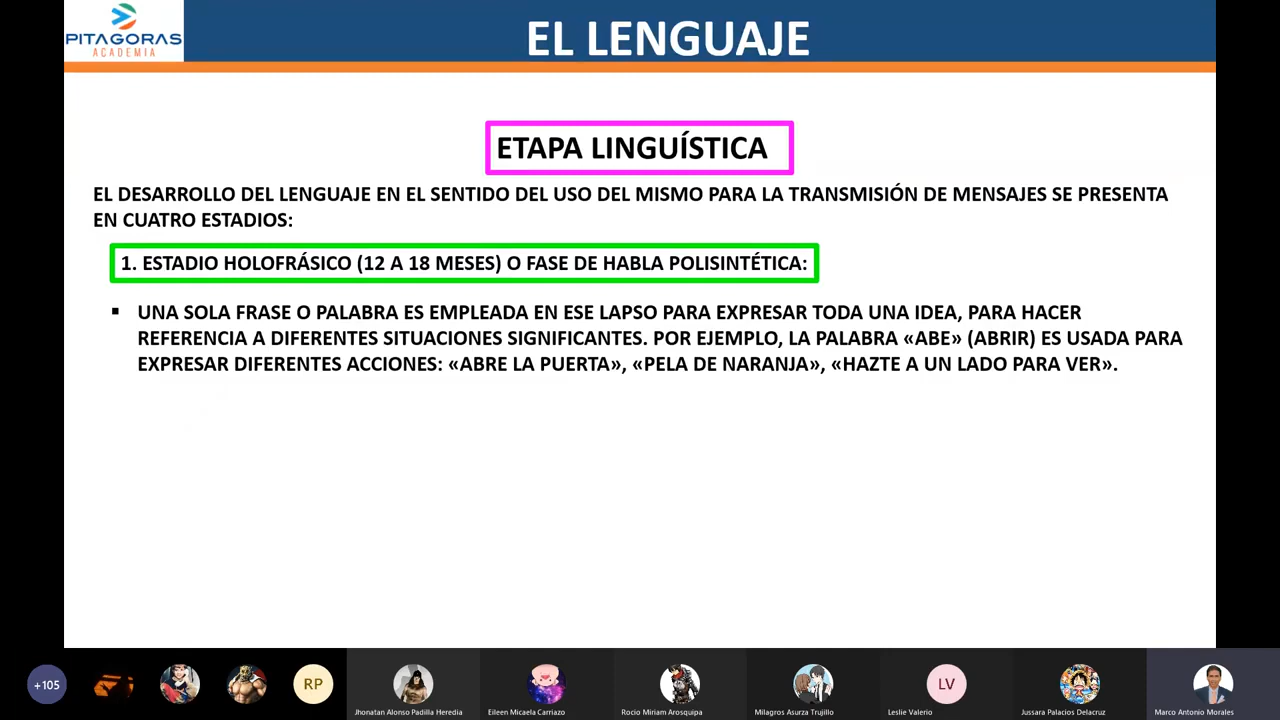 PITAGORAS
ACADEMIA
EL LENGUAJE
ETAPA LINGUÍSTICA
EL DESARROLLO DEL LENGUAJE EN EL SENTIDO DEL USO DEL MISMO PARA LA TRANSMISIÓN DE MENSAJES SE PRESENTA
EN CUATRO ESTADIOS:
1. ESTADIO HOLOFRÁSICO (12 A 18 MESES) O FASE DE HABLA POLISINTÉTICA:
▪ UNA SOLA FRASE O PALABRA ES EMPLEADA EN ESE LAPSO PARA EXPRESAR TODA UNA IDEA, PARA HACER
REFERENCIA A DIFERENTES SITUACIONES SIGNIFICANTES. POR EJEMPLO, LA PALABRA «ABE» (ABRIR) ES USADA PARA
EXPRESAR DIFERENTES ACCIONES: «ABRE LA PUERTA», «PELA DE NARANJA», «HAZTE A UN LADO PARA VER».
+105
RP
LV
Jhonatan Alonso Padilla Heredia
Eileen Micaela Carriazo
Rocio Miriam Arosquipa
Milagros Asurza Trujillo
Leslie Valerio
Jussara Palacios Delacruz
Marco Antonio Morales